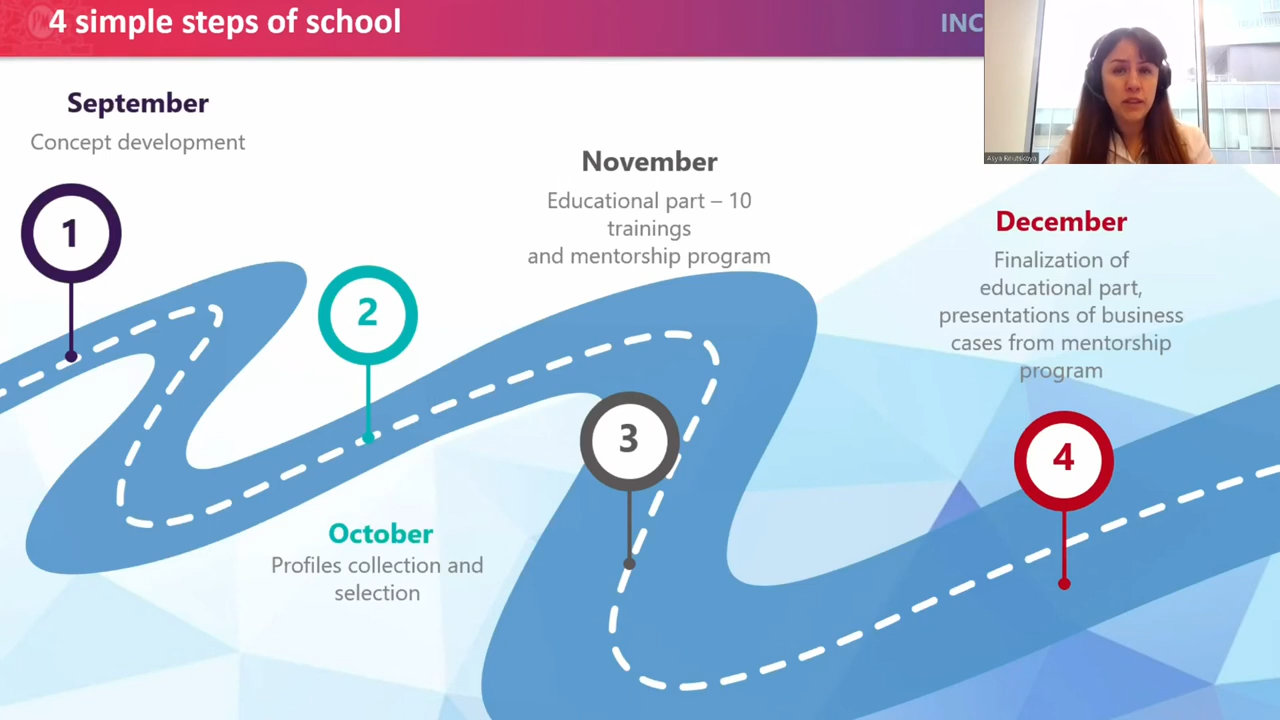 4 simple steps of school
INC
September
Concept development
1
2
October
Profiles collection and
selection
November
Educational part – 10
trainings
and mentorship program
3
December
Finalization of
educational part,
presentations of business
cases from mentorship
program
4
Asya